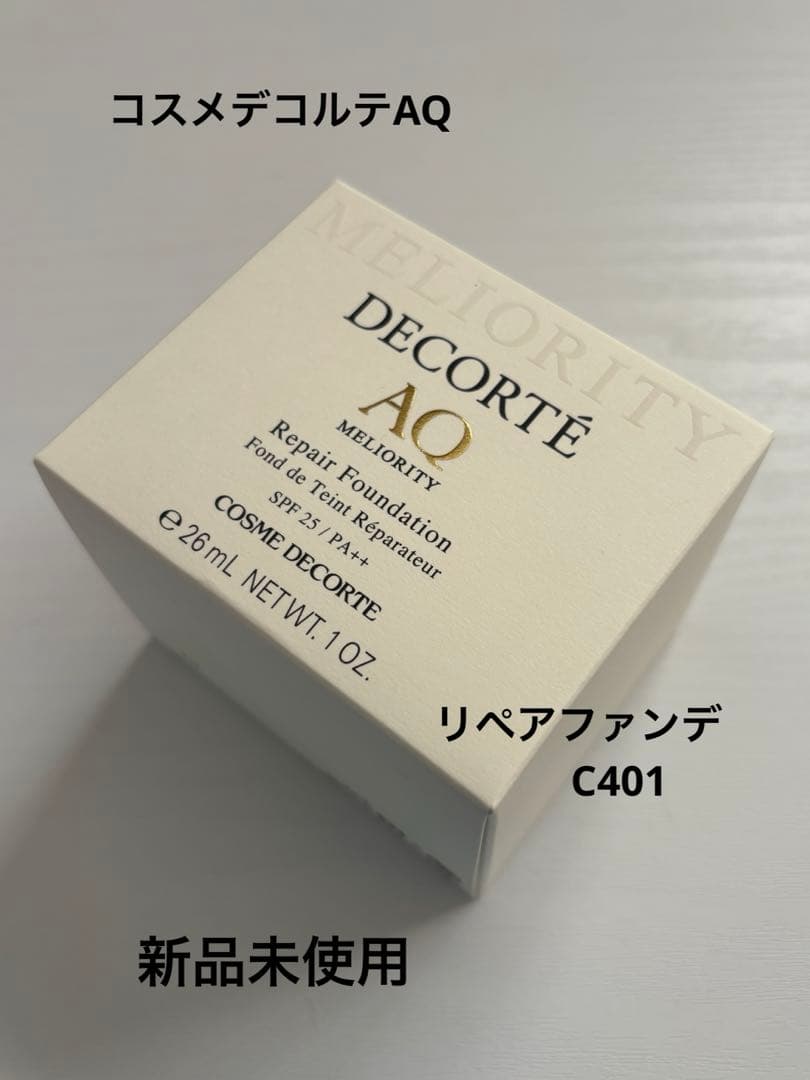 コスメデコルテAQ
MELIORITY
DECORTÉ
AQ
MELIORITY
Repair Foundation
Fond de Teint Réparateur
SPF 25 / PA++
COSME DECORTE
℮26mL NETWT. 1 OZ.
リペアファンデ
C401
新品未使用